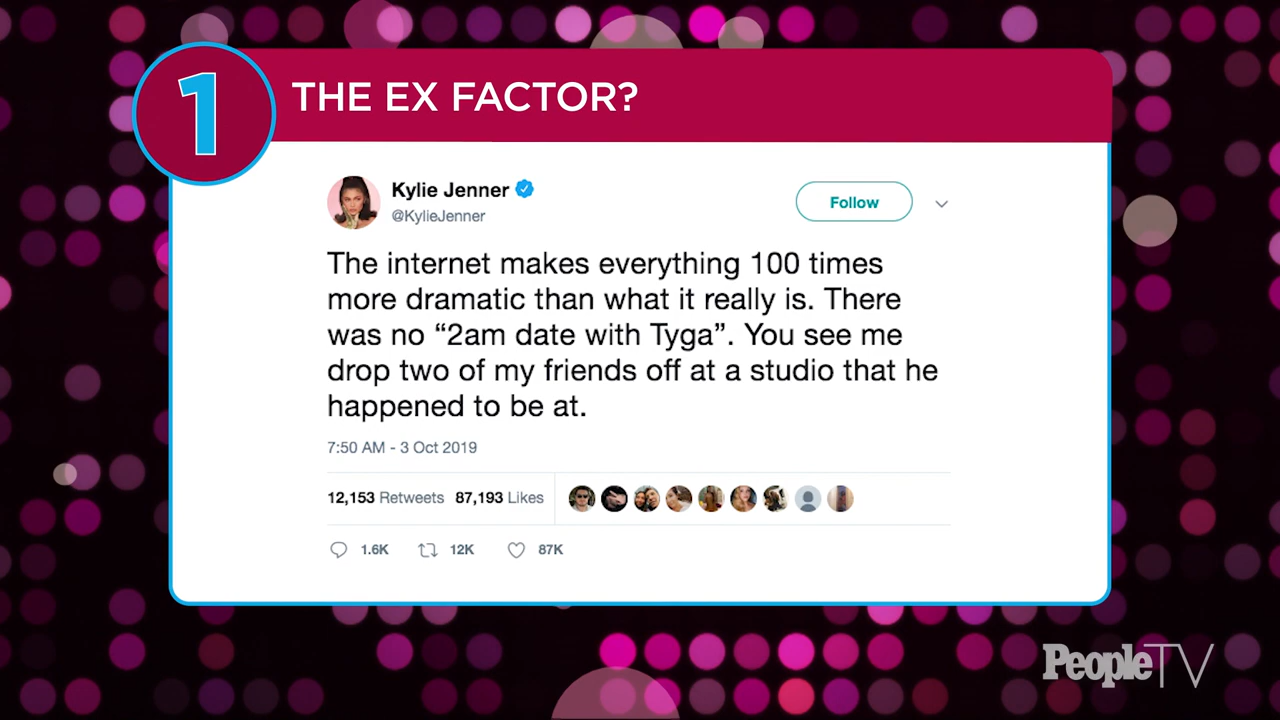 1
THE EX FACTOR?
Kylie Jenner
@KylieJenner
Follow
The internet makes everything 100 times
more dramatic than what it really is. There
was no “2am date with Tyga”. You see me
drop two of my friends off at a studio that he
happened to be at.
7:50 AM - 3 Oct 2019
12,153 Retweets 87,193 Likes
1.6K 12K 87K
PeopleTV